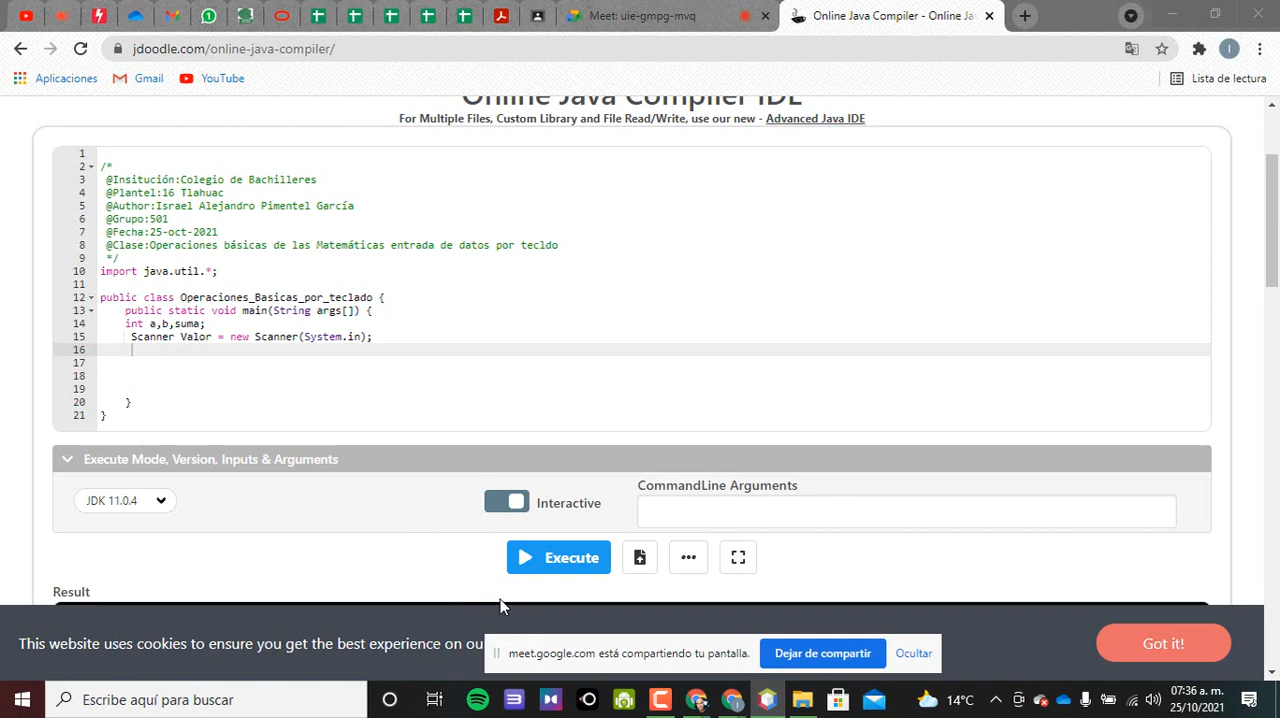 Meet: uie-gmpg-mvq
Online Java Compiler - Online Ja
jdoodle.com/online-java-compiler/
Aplicaciones
Gmail
YouTube
Lista de lectura
Online Java Compiler IDE
For Multiple Files, Custom Library and File Read/Write, use our new - Advanced Java IDE
1
2 /*
3 @Insitución:Colegio de Bachilleres
4 @Plantel:16 Tlahuac
5 @Author:Israel Alejandro Pimentel García
6 @Grupo:501
7 @Fecha:25-oct-2021
8 @Clase:Operaciones básicas de las Matemáticas entrada de datos por tecldo
9 */
10 import java.util.*;
11
12 public class Operaciones_Basicas_por_teclado {
13 public static void main(String args[]) {
14 int a,b,suma;
15 Scanner Valor = new Scanner(System.in);
16
17
18
19
20 }
21 }
Execute Mode, Version, Inputs & Arguments
JDK 11.0.4
Interactive
CommandLine Arguments
Execute
Result
This website uses cookies to ensure you get the best experience on ou
meet.google.com está compartiendo tu pantalla.
Dejar de compartir
Ocultar
Got it!
Escribe aquí para buscar
14°C
07:36 a. m.
25/10/2021